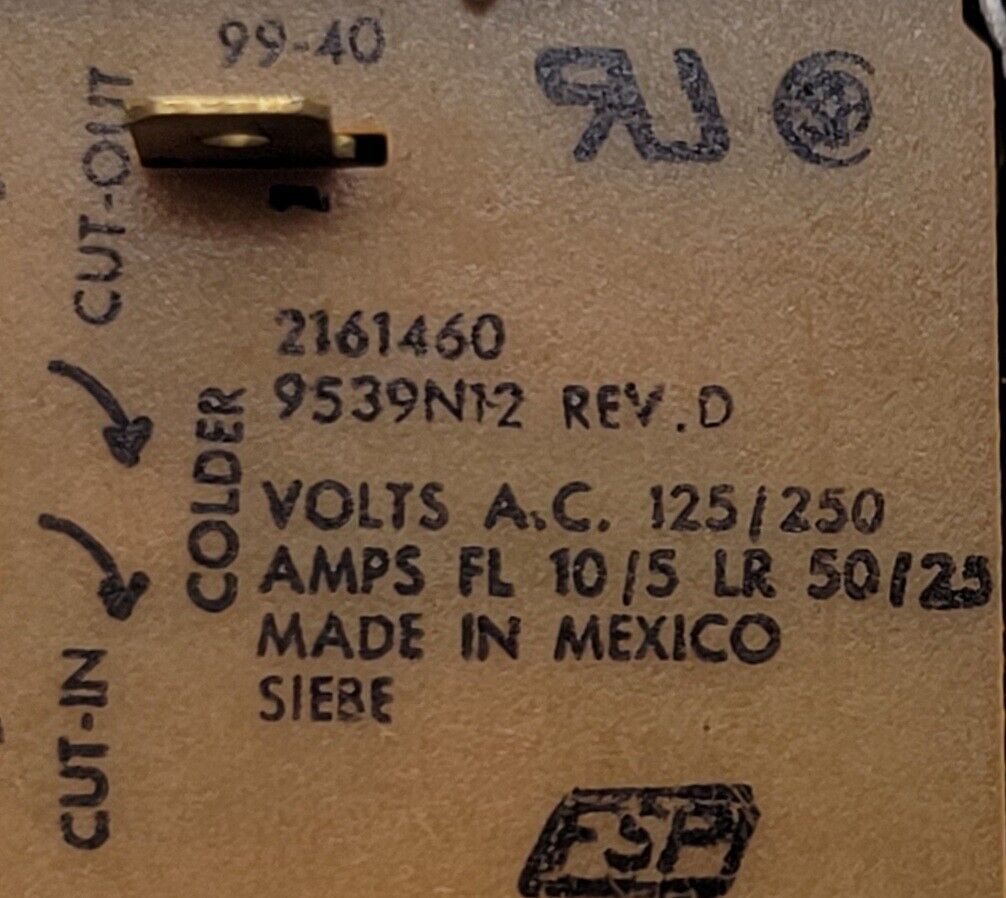 99-40
CUT-OUT
2161460
9539N12 REV.D
COLDER
VOLTS A.C. 125/250
AMPS FL 10/5 LR 50/25
MADE IN MEXICO
SIEBE
CUT-IN
FSP